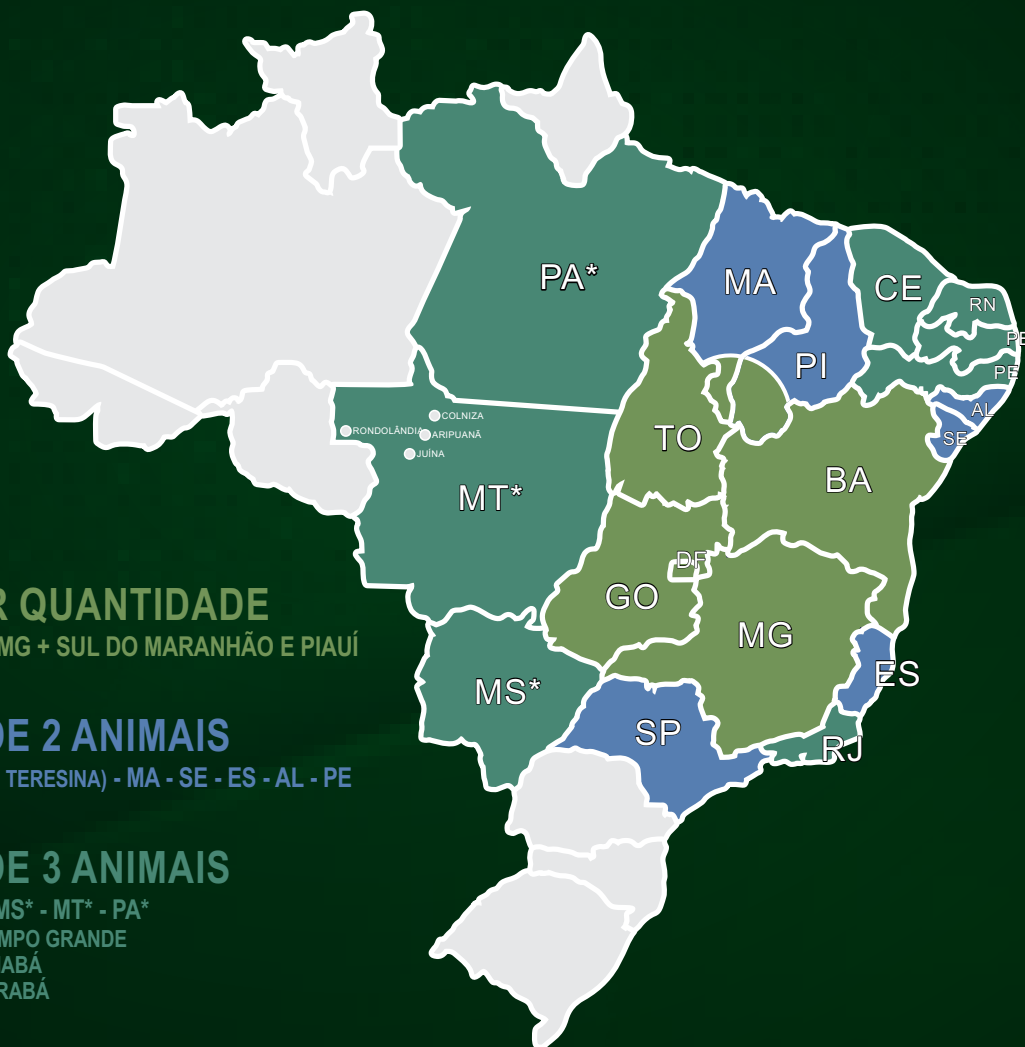 PA*
MA
CE
RN
PI
PE
PE
AL
SE
COLNIZA
RONDOLÂNDIA
ARIPUANÃ
JUÍNA
TO
BA
MT*
DF
GO
MG
ES
MS*
SP
RJ
R QUANTIDADE
MG + SUL DO MARANHÃO E PIAUÍ
DE 2 ANIMAIS
TERESINA) - MA - SE - ES - AL - PE
DE 3 ANIMAIS
MS* - MT* - PA*
MPO GRANDE
ABÁ
RABÁ